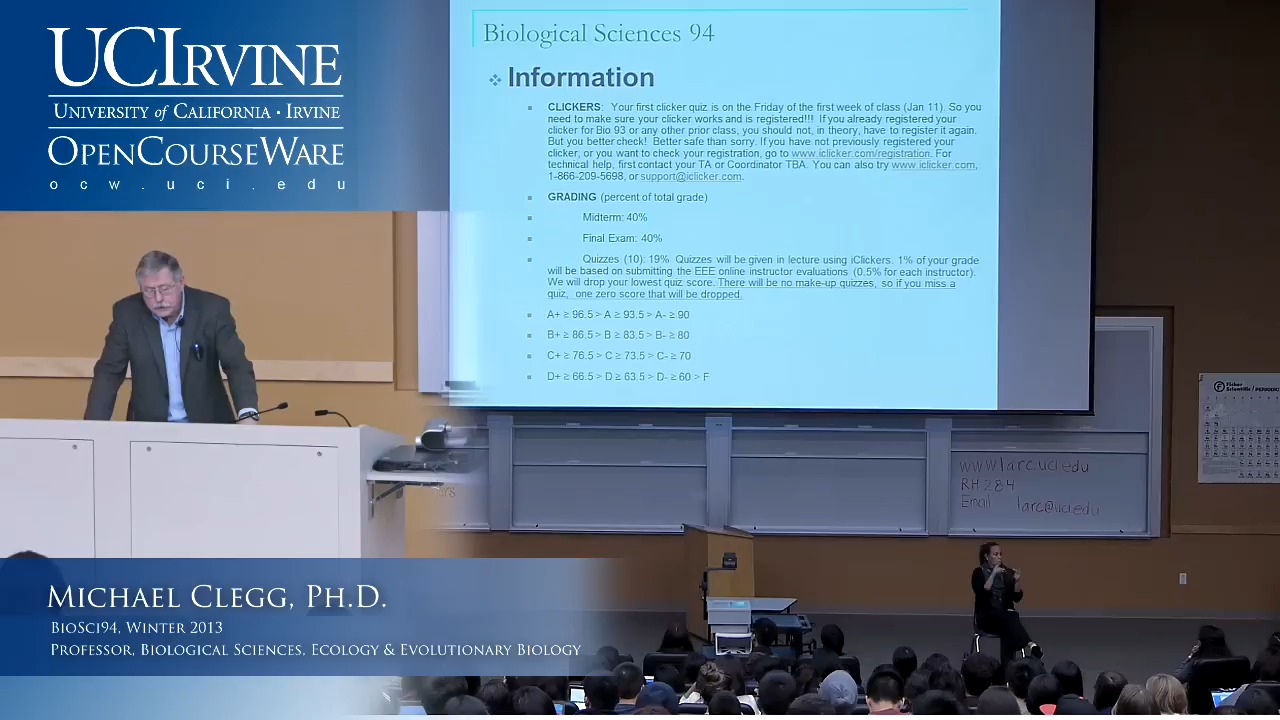 UCIRVINE
UNIVERSITY of CALIFORNIA · IRVINE
OPENCOURSEWARE
ocw.uci.edu
Biological Sciences 94
Information
CLICKERS: Your first clicker quiz is on the Friday of the first week of class (Jan 11). So you
need to make sure your clicker works and is registered!!! If you already registered your
clicker for Bio 93 or any other prior class, you should not, in theory, have to register it again.
But you better check! Better safe than sorry. If you have not previously registered your
clicker, or you want to check your registration, go to www.iclicker.com/registration. For
technical help, first contact your TA or Coordinator TBA. You can also try www.iclicker.com,
1-866-209-5698, or support@iclicker.com.
GRADING (percent of total grade)
Midterm: 40%
Final Exam: 40%
Quizzes (10): 19% Quizzes will be given in lecture using iClickers. 1% of your grade
will be based on submitting the EEE online instructor evaluations (0.5% for each instructor).
We will drop your lowest quiz score. There will be no make-up quizzes, so if you miss a
quiz, one zero score that will be dropped.
A+ ≥ 96.5 > A ≥ 93.5 > A- ≥ 90
B+ ≥ 86.5 > B ≥ 83.5 > B- ≥ 80
C+ ≥ 76.5 > C ≥ 73.5 > C- ≥ 70
D+ ≥ 66.5 > D ≥ 63.5 > D- ≥ 60 > F
Fisher
Scientific / PERIODIC
www.larc.uci.edu
RH 284
Email larc@uci.edu
MICHAEL CLEGG, PH.D.
BIOSCI94, WINTER 2013
PROFESSOR, BIOLOGICAL SCIENCES, ECOLOGY & EVOLUTIONARY BIOLOGY